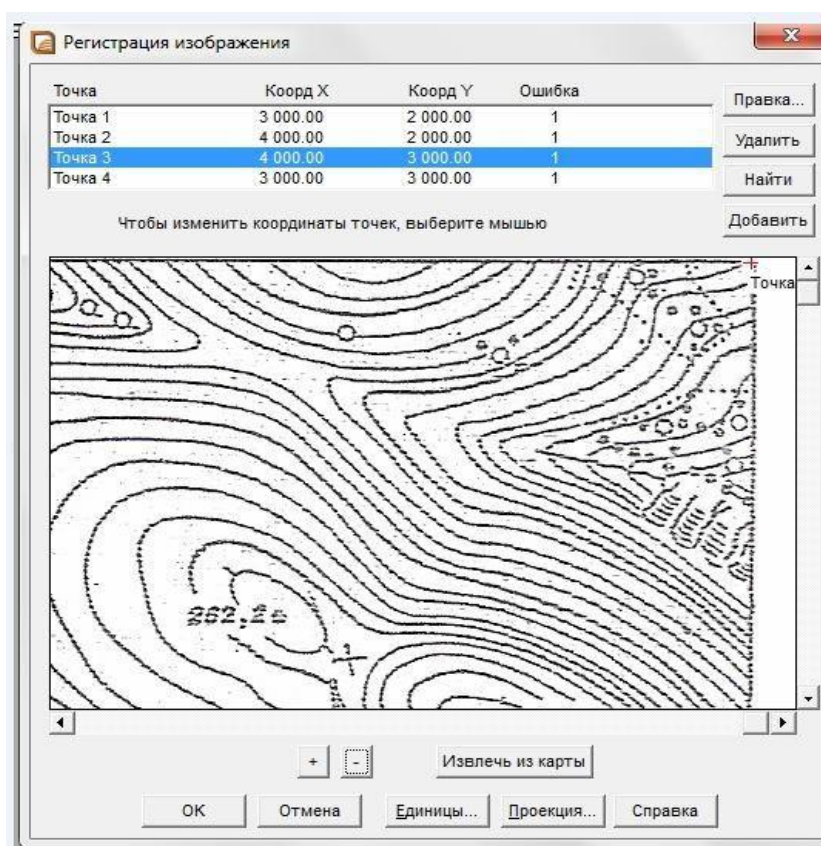 Регистрация изображения
Точка Коорд X Коорд Y Ошибка
Точка 1 3 000.00 2 000.00 1
Точка 2 4 000.00 2 000.00 1
Точка 3 4 000.00 3 000.00 1
Точка 4 3 000.00 3 000.00 1
Правка...
Удалить
Найти
Добавить
Чтобы изменить координаты точек, выберите мышью
Точка
+ - Извлечь из карты
OK Отмена Единицы... Проекция... Справка